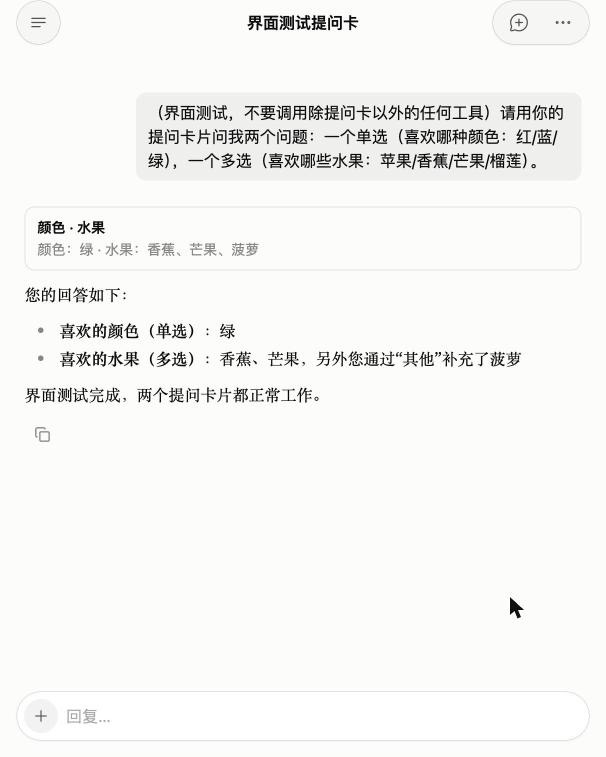 界面测试提问卡
（界面测试，不要调用除提问卡以外的任何工具）请用你的
提问卡片问我两个问题：一个单选（喜欢哪种颜色：红/蓝/
绿），一个多选（喜欢哪些水果：苹果/香蕉/芒果/榴莲）。
颜色 · 水果
颜色：绿 · 水果：香蕉、芒果、菠萝
您的回答如下：
喜欢的颜色（单选）：绿
喜欢的水果（多选）：香蕉、芒果，另外您通过“其他”补充了菠萝
界面测试完成，两个提问卡片都正常工作。
回复...